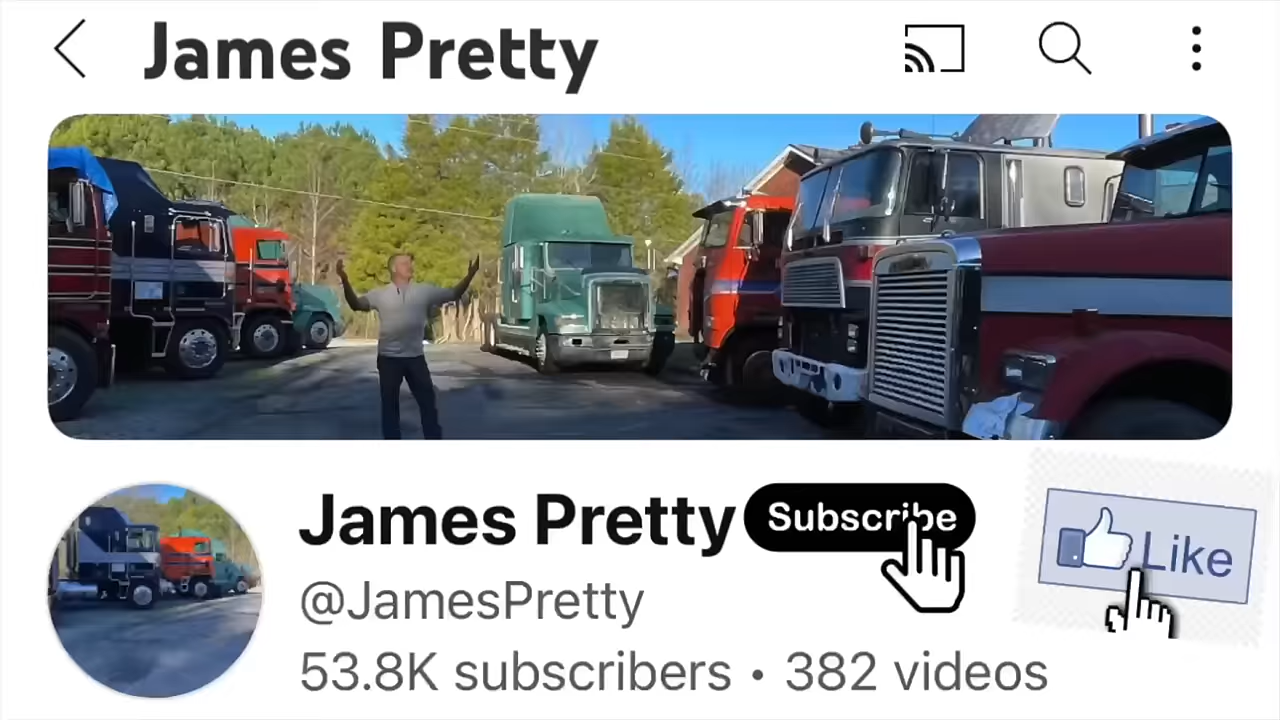 James Pretty
James Pretty Subscribe
Like
@JamesPretty
53.8K subscribers • 382 videos